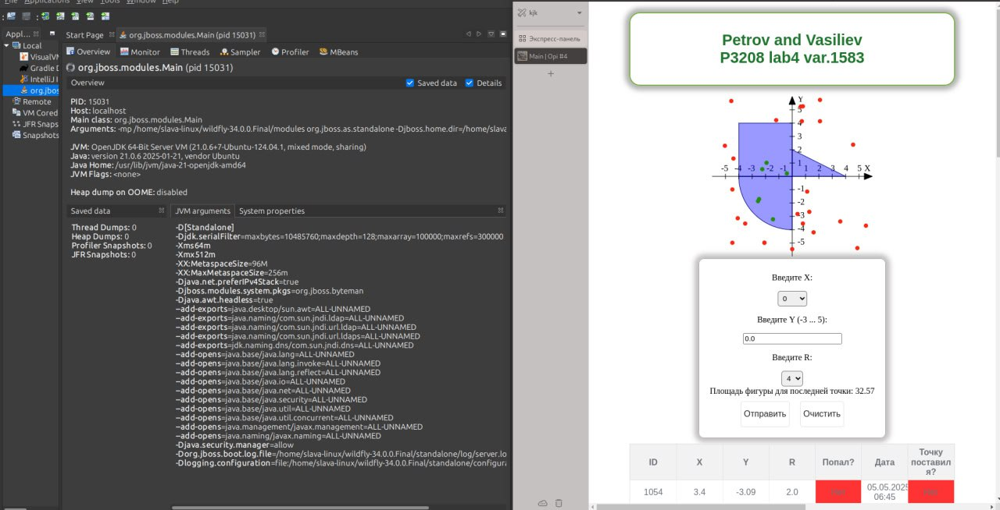 File Applications View Tools Window Help
Appl...
Local
VisualVM
Gradle D
IntelliJ I
org.jbos
Remote
VM Cored
JFR Snaps
Snapshots
Start Page
org.jboss.modules.Main (pid 15031)
Overview
Monitor
Threads
Sampler
Profiler
MBeans
org.jboss.modules.Main (pid 15031)
Overview
Saved data
Details
PID: 15031
Host: localhost
Main class: org.jboss.modules.Main
Arguments: -mp /home/slava-linux/wildfly-34.0.0.Final/modules org.jboss.as.standalone -Djboss.home.dir=/home/slava
JVM: OpenJDK 64-Bit Server VM (21.0.6+7-Ubuntu-124.04.1, mixed mode, sharing)
Java: version 21.0.6 2025-01-21, vendor Ubuntu
Java Home: /usr/lib/jvm/java-21-openjdk-amd64
JVM Flags: <none>
Heap dump on OOME: disabled
Saved data
Thread Dumps: 0
Heap Dumps: 0
Profiler Snapshots: 0
JFR Snapshots: 0
JVM arguments
System properties
-D[Standalone]
-Djdk.serialFilter=maxbytes=10485760;maxdepth=128;maxarray=100000;maxrefs=300000
-Xms64m
-Xmx512m
-XX:MetaspaceSize=96M
-XX:MaxMetaspaceSize=256m
-Djava.net.preferIPv4Stack=true
-Djboss.modules.system.pkgs=org.jboss.byteman
-Djava.awt.headless=true
--add-exports=java.desktop/sun.awt=ALL-UNNAMED
--add-exports=java.naming/com.sun.jndi.ldap=ALL-UNNAMED
--add-exports=java.naming/com.sun.jndi.url.ldap=ALL-UNNAMED
--add-exports=java.naming/com.sun.jndi.url.ldaps=ALL-UNNAMED
--add-exports=jdk.naming.dns/com.sun.jndi.dns=ALL-UNNAMED
--add-opens=java.base/java.lang=ALL-UNNAMED
--add-opens=java.base/java.lang.invoke=ALL-UNNAMED
--add-opens=java.base/java.lang.reflect=ALL-UNNAMED
--add-opens=java.base/java.io=ALL-UNNAMED
--add-opens=java.base/java.net=ALL-UNNAMED
--add-opens=java.base/java.security=ALL-UNNAMED
--add-opens=java.base/java.util=ALL-UNNAMED
--add-opens=java.base/java.util.concurrent=ALL-UNNAMED
--add-opens=java.management/javax.management=ALL-UNNAMED
--add-opens=java.naming/javax.naming=ALL-UNNAMED
-Djava.security.manager=allow
-Dorg.jboss.boot.log.file=/home/slava-linux/wildfly-34.0.0.Final/standalone/log/server.lo
-Dlogging.configuration=file:/home/slava-linux/wildfly-34.0.0.Final/standalone/configura
kjk
Экспресс-панель
Main | Opi #4
Petrov and Vasiliev
P3208 lab4 var.1583
Y
5
4
3
2
1
-5 -4 -3 -2 -1 1 2 3 4 5 X
-1
-2
-3
-4
-5
Введите X:
0
Введите Y (-3 ... 5):
0.0
Введите R:
4
Площадь фигуры для последней точки: 32.57
Отправить
Очистить
ID X Y R Попал? Дата Точку
поставил
я?
1054 3.4 -3.09 2.0 05.05.2025
06:45